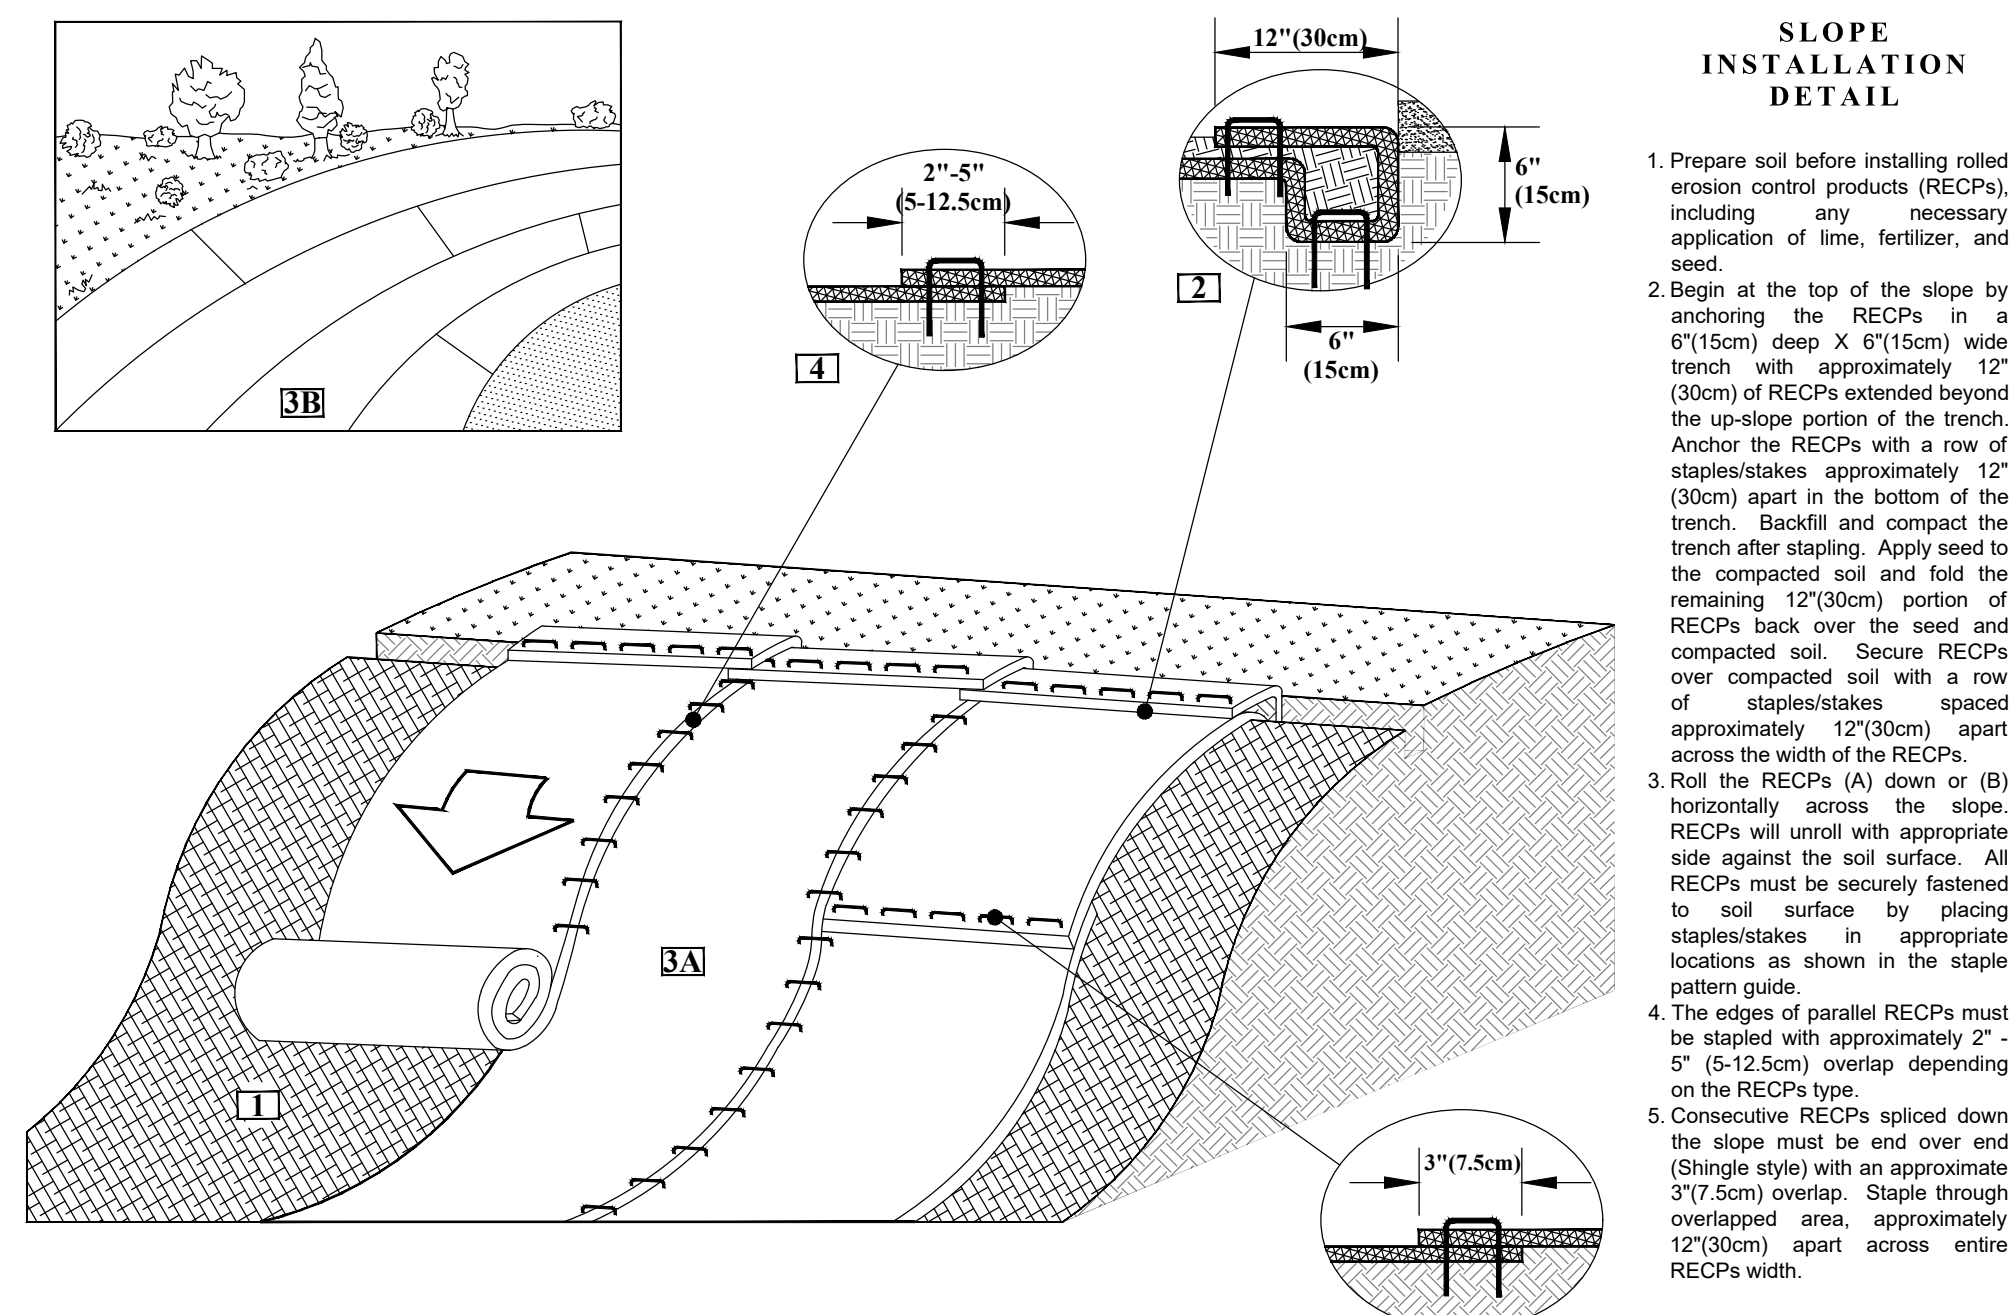 12"(30cm)
6"
(15cm)
2
6"
(15cm)
2"-5"
(5-12.5cm)
4
3B
3A
1
3"(7.5cm)
SLOPE
INSTALLATION
DETAIL
1. Prepare soil before installing rolled
erosion control products (RECPs),
including any necessary
application of lime, fertilizer, and
seed.
2. Begin at the top of the slope by
anchoring the RECPs in a
6"(15cm) deep X 6"(15cm) wide
trench with approximately 12"
(30cm) of RECPs extended beyond
the up-slope portion of the trench.
Anchor the RECPs with a row of
staples/stakes approximately 12"
(30cm) apart in the bottom of the
trench. Backfill and compact the
trench after stapling. Apply seed to
the compacted soil and fold the
remaining 12"(30cm) portion of
RECPs back over the seed and
compacted soil. Secure RECPs
over compacted soil with a row
of staples/stakes spaced
approximately 12"(30cm) apart
across the width of the RECPs.
3. Roll the RECPs (A) down or (B)
horizontally across the slope.
RECPs will unroll with appropriate
side against the soil surface. All
RECPs must be securely fastened
to soil surface by placing
staples/stakes in appropriate
locations as shown in the staple
pattern guide.
4. The edges of parallel RECPs must
be stapled with approximately 2" -
5" (5-12.5cm) overlap depending
on the RECPs type.
5. Consecutive RECPs spliced down
the slope must be end over end
(Shingle style) with an approximate
3"(7.5cm) overlap. Staple through
overlapped area, approximately
12"(30cm) apart across entire
RECPs width.